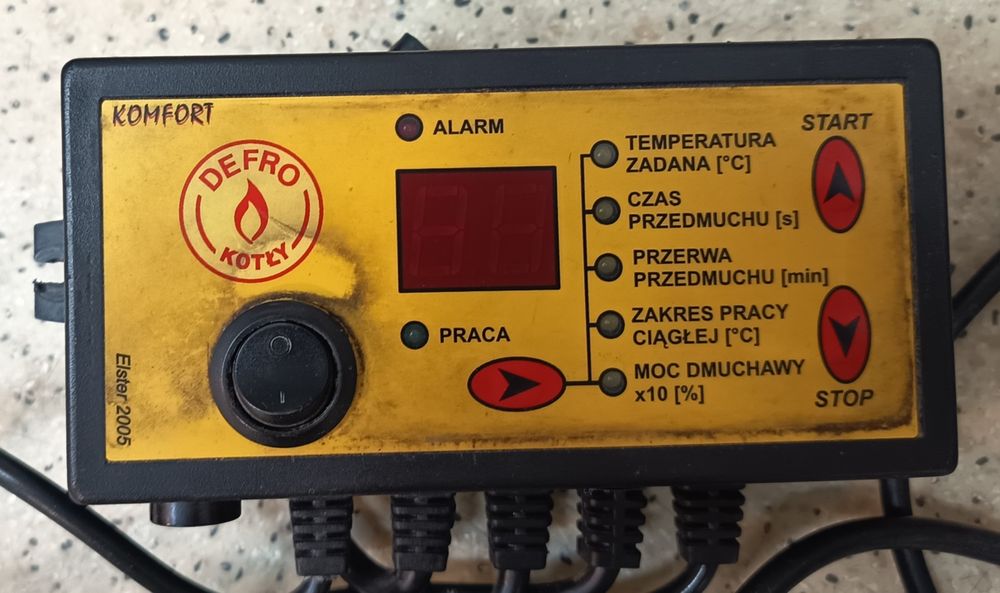 KOMFORT
DEFRO
KOTŁY
Elster 2005
O
I
ALARM
PRACA
TEMPERATURA
ZADANA [°C]
CZAS
PRZEDMUCHU [s]
PRZERWA
PRZEDMUCHU [min]
ZAKRES PRACY
CIĄGŁEJ [°C]
MOC DMUCHAWY
x10 [%]
START
STOP